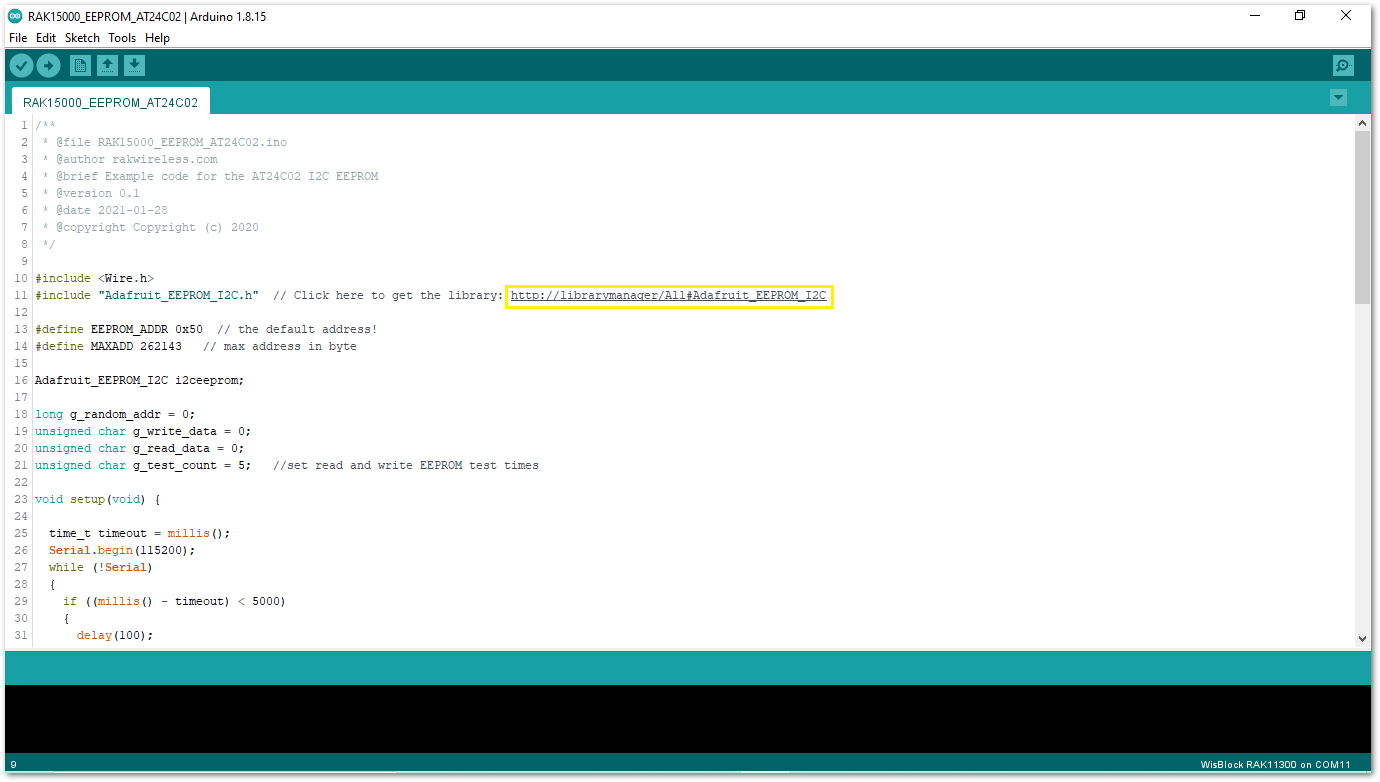 RAK15000_EEPROM_AT24C02 | Arduino 1.8.15
File Edit Sketch Tools Help
RAK15000_EEPROM_AT24C02
1 /**
2  * @file RAK15000_EEPROM_AT24C02.ino
3  * @author rakwireless.com
4  * @brief Example code for the AT24C02 I2C EEPROM
5  * @version 0.1
6  * @date 2021-01-28
7  * @copyright Copyright (c) 2020
8  */
9
10 #include <Wire.h>
11 #include "Adafruit_EEPROM_I2C.h"  // Click here to get the library: http://librarymanager/All#Adafruit_EEPROM_I2C
12
13 #define EEPROM_ADDR 0x50  // the default address!
14 #define MAXADD 262143   // max address in byte
15
16 Adafruit_EEPROM_I2C i2ceeprom;
17
18 long g_random_addr = 0;
19 unsigned char g_write_data = 0;
20 unsigned char g_read_data = 0;
21 unsigned char g_test_count = 5;   //set read and write EEPROM test times
22
23 void setup(void) {
24
25   time_t timeout = millis();
26   Serial.begin(115200);
27   while (!Serial)
28   {
29     if ((millis() - timeout) < 5000)
30     {
31       delay(100);
9 WisBlock RAK11300 on COM11